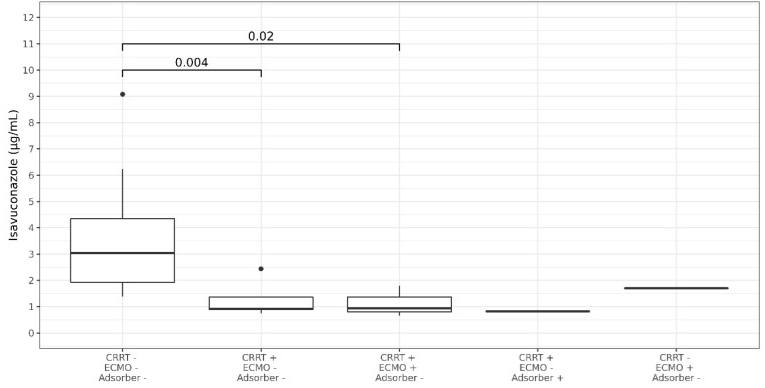 12
11
10
9
8
7
6
5
4
3
2
1
0
Isavuconazole (µg/mL)
0.02
0.004
CRRT -
ECMO -
Adsorber -
CRRT +
ECMO -
Adsorber -
CRRT +
ECMO +
Adsorber -
CRRT +
ECMO -
Adsorber +
CRRT -
ECMO +
Adsorber -